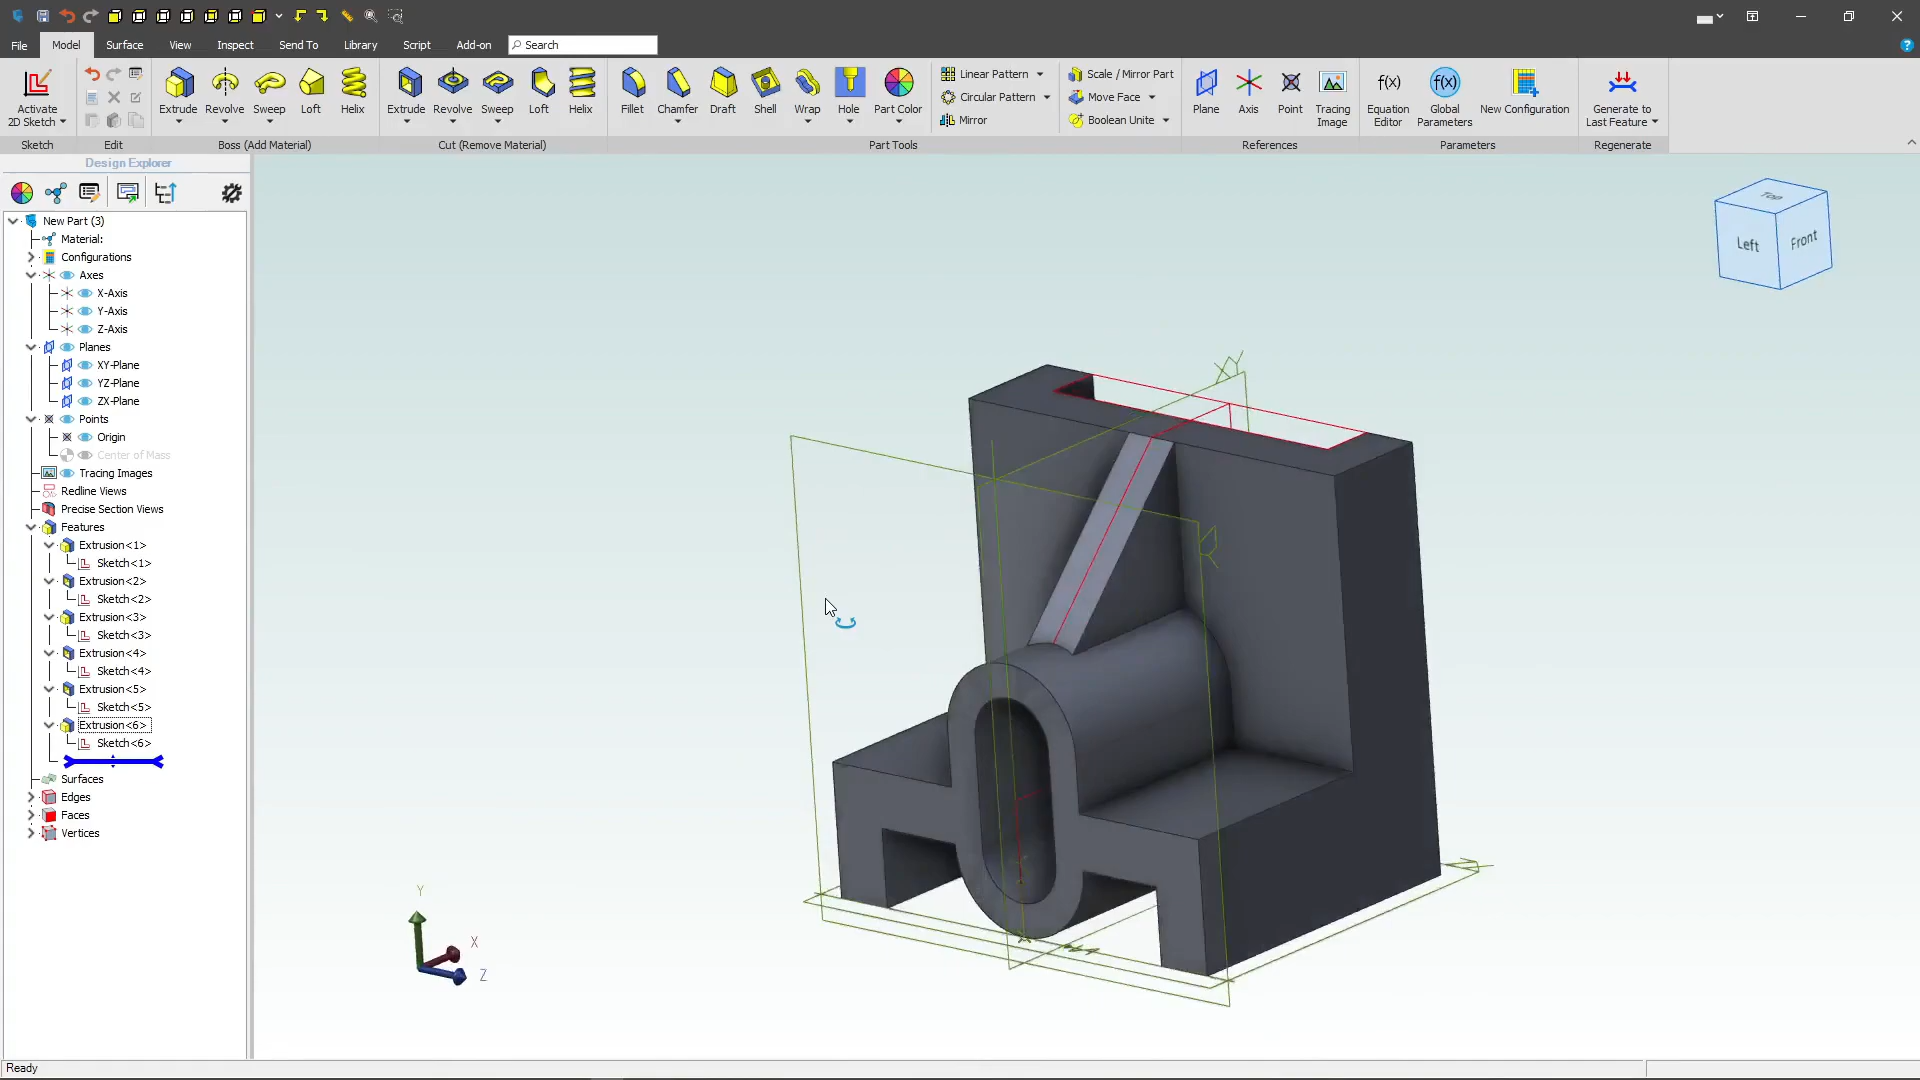 Search
File
Model
Surface
View
Inspect
Send To
Library
Script
Add-on
Activate
2D Sketch
Extrude
Revolve
Sweep
Loft
Helix
Extrude
Revolve
Sweep
Loft
Helix
Fillet
Chamfer
Draft
Shell
Wrap
Hole
Part Color
Linear Pattern
Circular Pattern
Mirror
Scale / Mirror Part
Move Face
Boolean Unite
Plane
Axis
Point
Tracing
Image
f(x)
Equation
Editor
f(x)
Global
Parameters
New Configuration
Generate to
Last Feature
Sketch
Edit
Boss (Add Material)
Cut (Remove Material)
Part Tools
References
Parameters
Regenerate
Design Explorer
New Part (3)
Material:
Configurations
Axes
X-Axis
Y-Axis
Z-Axis
Planes
XY-Plane
YZ-Plane
ZX-Plane
Points
Origin
Center of Mass
Tracing Images
Redline Views
Precise Section Views
Features
Extrusion<1>
Sketch<1>
Extrusion<2>
Sketch<2>
Extrusion<3>
Sketch<3>
Extrusion<4>
Sketch<4>
Extrusion<5>
Sketch<5>
Extrusion<6>
Sketch<6>
Surfaces
Edges
Faces
Vertices
Top
Left
Front
Y
X
Z
Ready